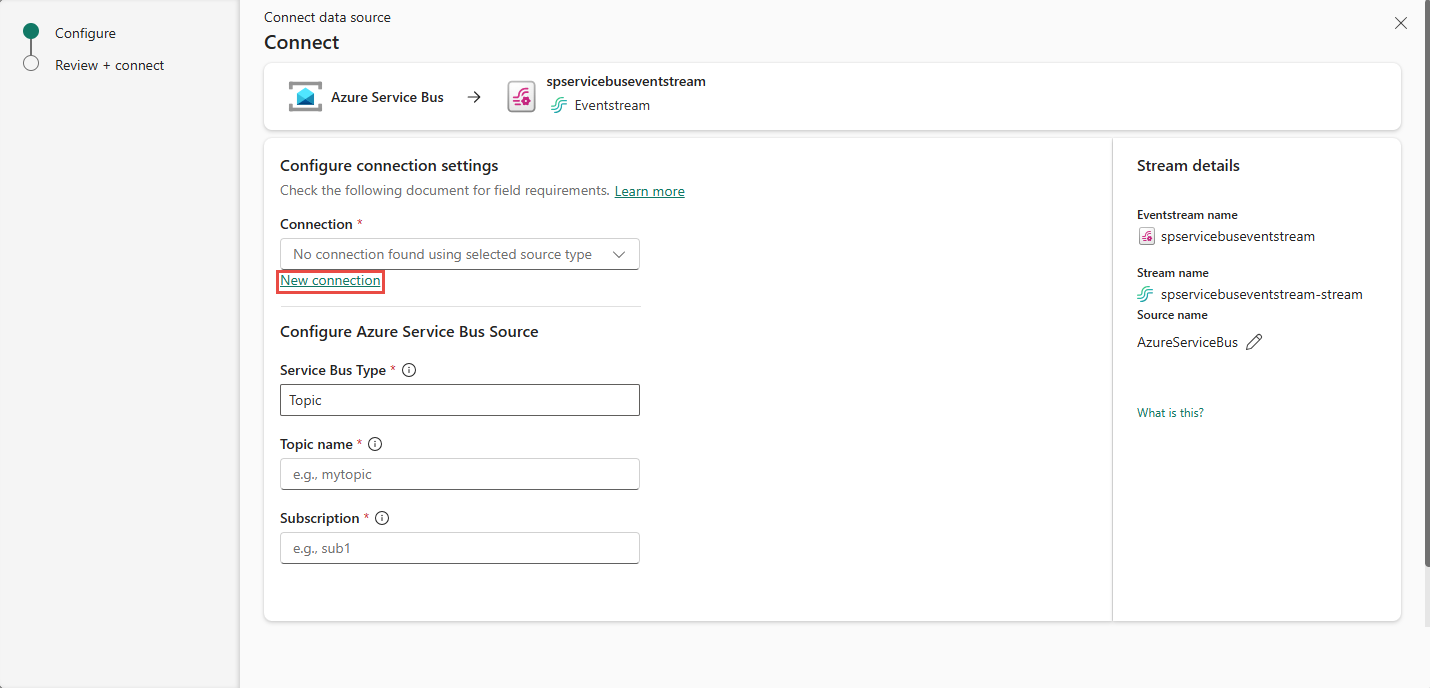 Configure
Review + connect
Connect data source
Connect
Azure Service Bus
spservicebuseventstream
Eventstream
Configure connection settings
Check the following document for field requirements. Learn more
Connection *
No connection found using selected source type
New connection
Configure Azure Service Bus Source
Service Bus Type *
Topic
Topic name *
e.g., mytopic
Subscription *
e.g., sub1
Stream details
Eventstream name
spservicebuseventstream
Stream name
spservicebuseventstream-stream
Source name
AzureServiceBus
What is this?